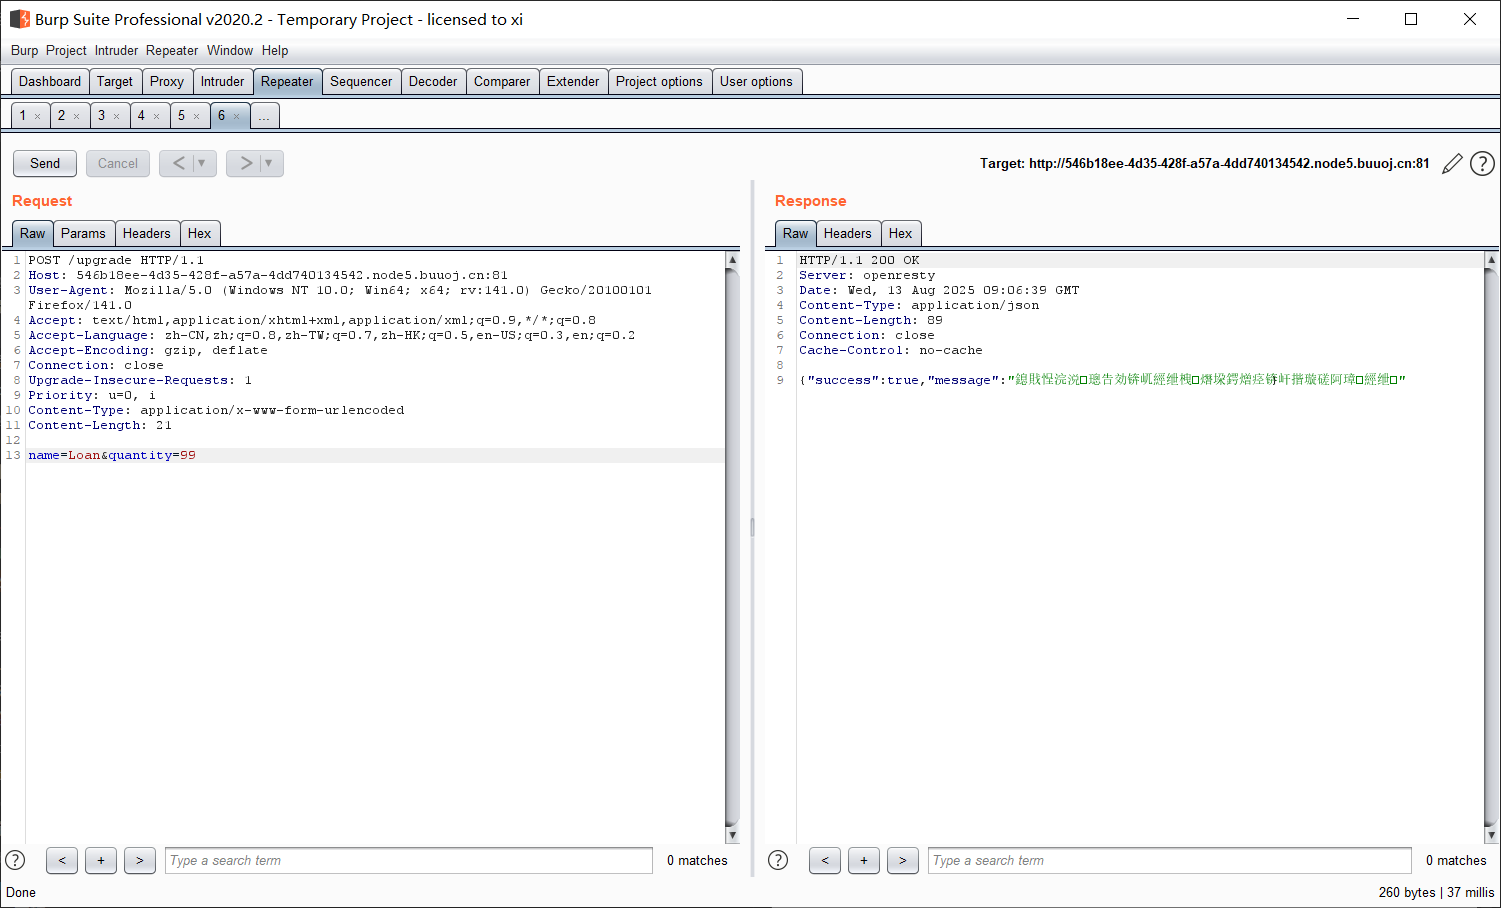 Burp Suite Professional v2020.2 - Temporary Project - licensed to xi
Burp Project Intruder Repeater Window Help
Dashboard Target Proxy Intruder Repeater Sequencer Decoder Comparer Extender Project options User options
1 × 2 × 3 × 4 × 5 × 6 × ...
Send Cancel < > Target: http://546b18ee-4d35-428f-a57a-4dd740134542.node5.buuoj.cn:81
Request
Raw Params Headers Hex
1 POST /upgrade HTTP/1.1
2 Host: 546b18ee-4d35-428f-a57a-4dd740134542.node5.buuoj.cn:81
3 User-Agent: Mozilla/5.0 (Windows NT 10.0; Win64; x64; rv:141.0) Gecko/20100101
Firefox/141.0
4 Accept: text/html,application/xhtml+xml,application/xml;q=0.9,*/*;q=0.8
5 Accept-Language: zh-CN,zh;q=0.8,zh-TW;q=0.7,zh-HK;q=0.5,en-US;q=0.3,en;q=0.2
6 Accept-Encoding: gzip, deflate
7 Connection: close
8 Upgrade-Insecure-Requests: 1
9 Priority: u=0, i
10 Content-Type: application/x-www-form-urlencoded
11 Content-Length: 21
12
13 name=Loan&quantity=99
< + > Type a search term 0 matches
Response
Raw Headers Hex
1 HTTP/1.1 200 OK
2 Server: openresty
3 Date: Wed, 13 Aug 2025 09:06:39 GMT
4 Content-Type: application/json
5 Content-Length: 89
6 Connection: close
7 Cache-Control: no-cache
8
9 {"success":true,"message":"
< + > Type a search term 0 matches
Done
260 bytes | 37 millis